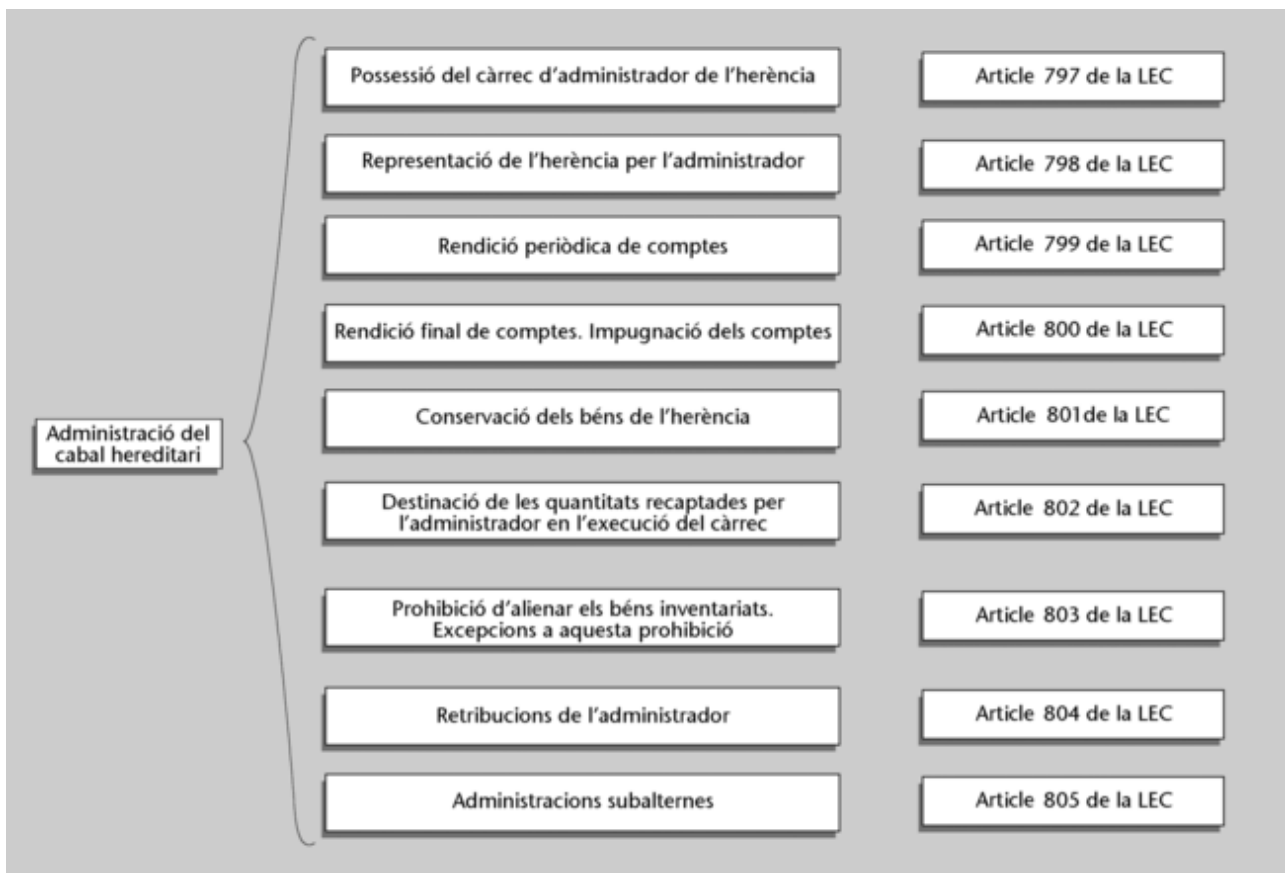 Possessió del càrrec d'administrador de l'herència
Article 797 de la LEC
Representació de l'herència per l'administrador
Article 798 de la LEC
Rendició periòdica de comptes
Article 799 de la LEC
Rendició final de comptes. Impugnació dels comptes
Article 800 de la LEC
Administració del
cabal hereditari
Conservació dels béns de l'herència
Article 801de la LEC
Destinació de les quantitats recaptades per
l'administrador en l'execució del càrrec
Article 802 de la LEC
Prohibició d'alienar els béns inventariats.
Excepcions a aquesta prohibició
Article 803 de la LEC
Retribucions de l'administrador
Article 804 de la LEC
Administracions subalternes
Article 805 de la LEC